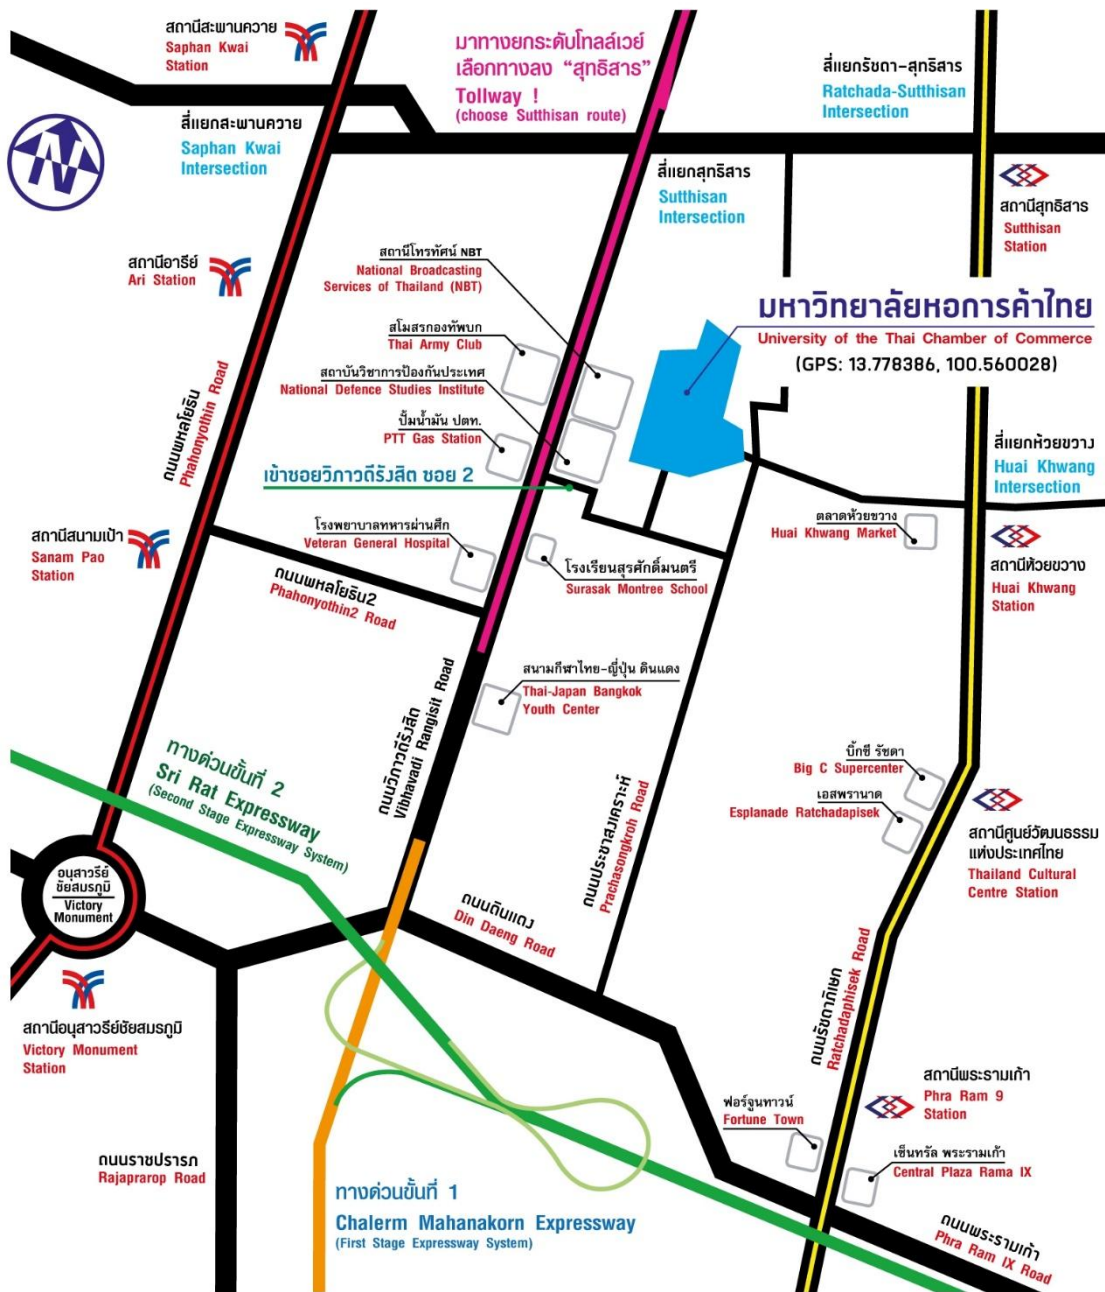 สถานีสะพานควาย
Saphan Kwai
Station
มาทางยกระดับโทลล์เวย์
เลือกทางลง “สุทธิสาร”
Tollway !
(choose Sutthisan route)
สี่แยกรัชดา-สุทธิสาร
Ratchada-Sutthisan
Intersection
สี่แยกสะพานควาย
Saphan Kwai
Intersection
N
สี่แยกสุทธิสาร
Sutthisan
Intersection
สถานีสุทธิสาร
Sutthisan
Station
สถานีอารีย์
Ari Station
สถานีโทรทัศน์ NBT
National Broadcasting
Services of Thailand (NBT)
มหาวิทยาลัยหอการค้าไทย
University of the Thai Chamber of Commerce
(GPS: 13.778386, 100.560028)
สโมสรกองทัพบก
Thai Army Club
สถาบันวิชาการป้องกันประเทศ
National Defence Studies Institute
ปั้มน้ำมัน ปตท.
PTT Gas Station
ถนนพหลโยธิน
Phahonyothin Road
เข้าซอยวิภาวดีรังสิต ซอย 2
สี่แยกห้วยขวาง
Huai Khwang
Intersection
สถานีสนามเป้า
Sanam Pao
Station
โรงพยาบาลทหารผ่านศึก
Veteran General Hospital
ตลาดห้วยขวาง
Huai Khwang Market
โรงเรียนสุรศักดิ์มนตรี
Surasak Montree School
สถานีห้วยขวาง
Huai Khwang
Station
ถนนพหลโยธิน2
Phahonyothin2 Road
สนามกีฬาไทย-ญี่ปุ่น ดินแดง
Thai-Japan Bangkok
Youth Center
ถนนวิภาวดีรังสิต
Vibhavadi Rangisit Road
ทางด่วนขั้นที่ 2
Sri Rat Expressway
(Second Stage Expressway System)
บิ๊กซี รัชดา
Big C Supercenter
เอสพรานาด
Esplanade Ratchadapisek
ถนนประชาสงเคราะห์
Prachasongkroh Road
สถานีศูนย์วัฒนธรรม
แห่งประเทศไทย
Thailand Cultural
Centre Station
อนุสาวรีย์
ชัยสมรภูมิ
Victory
Monument
ถนนดินแดง
Din Daeng Road
ถนนรัชดาภิเษก
Ratchadaphisek Road
สถานีอนุสาวรีย์ชัยสมรภูมิ
Victory Monument
Station
สถานีพระรามเก้า
Phra Ram 9
Station
ฟอร์จูนทาวน์
Fortune Town
เซ็นทรัล พระรามเก้า
Central Plaza Rama IX
ถนนราชปรารภ
Rajaprarop Road
ทางด่วนขั้นที่ 1
Chalerm Mahanakorn Expressway
(First Stage Expressway System)
ถนนพระรามเก้า
Phra Ram IX Road